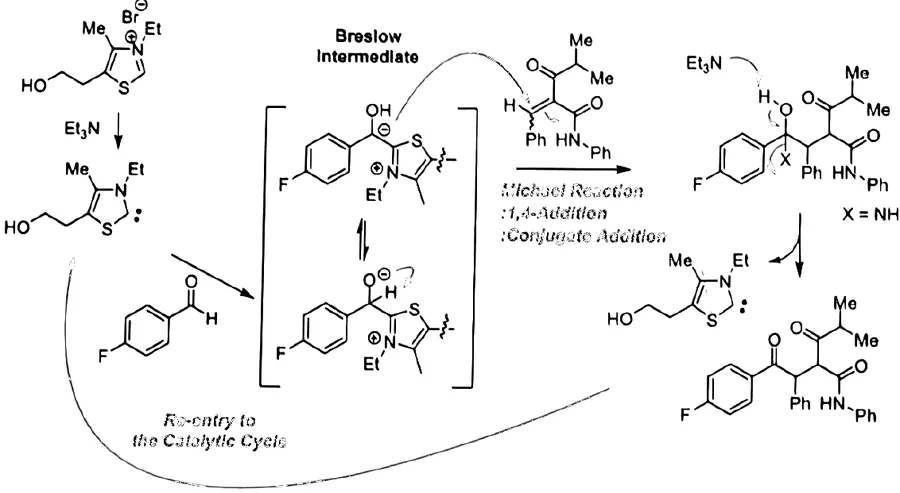 Br⊖
Me ⊕ N Et
HO S
Et3N
Me Et
N
HO S :
O
H
F
Breslow
Intermediate
OH
⊖ S
F ⊕ N
Et
O⊖
H
S
F ⊕ N
Et
Me
O
Me
H O
Ph HN
Ph
Michael Reaction
:1,4-Addition
:Conjugate Addition
Et3N
Me
H O O Me
O
X
F Ph HN
Ph
X = NH
Me Et
N
HO S :
Me
O Me
O O
F Ph HN
Ph
Re-entry to
the Catalytic Cycle